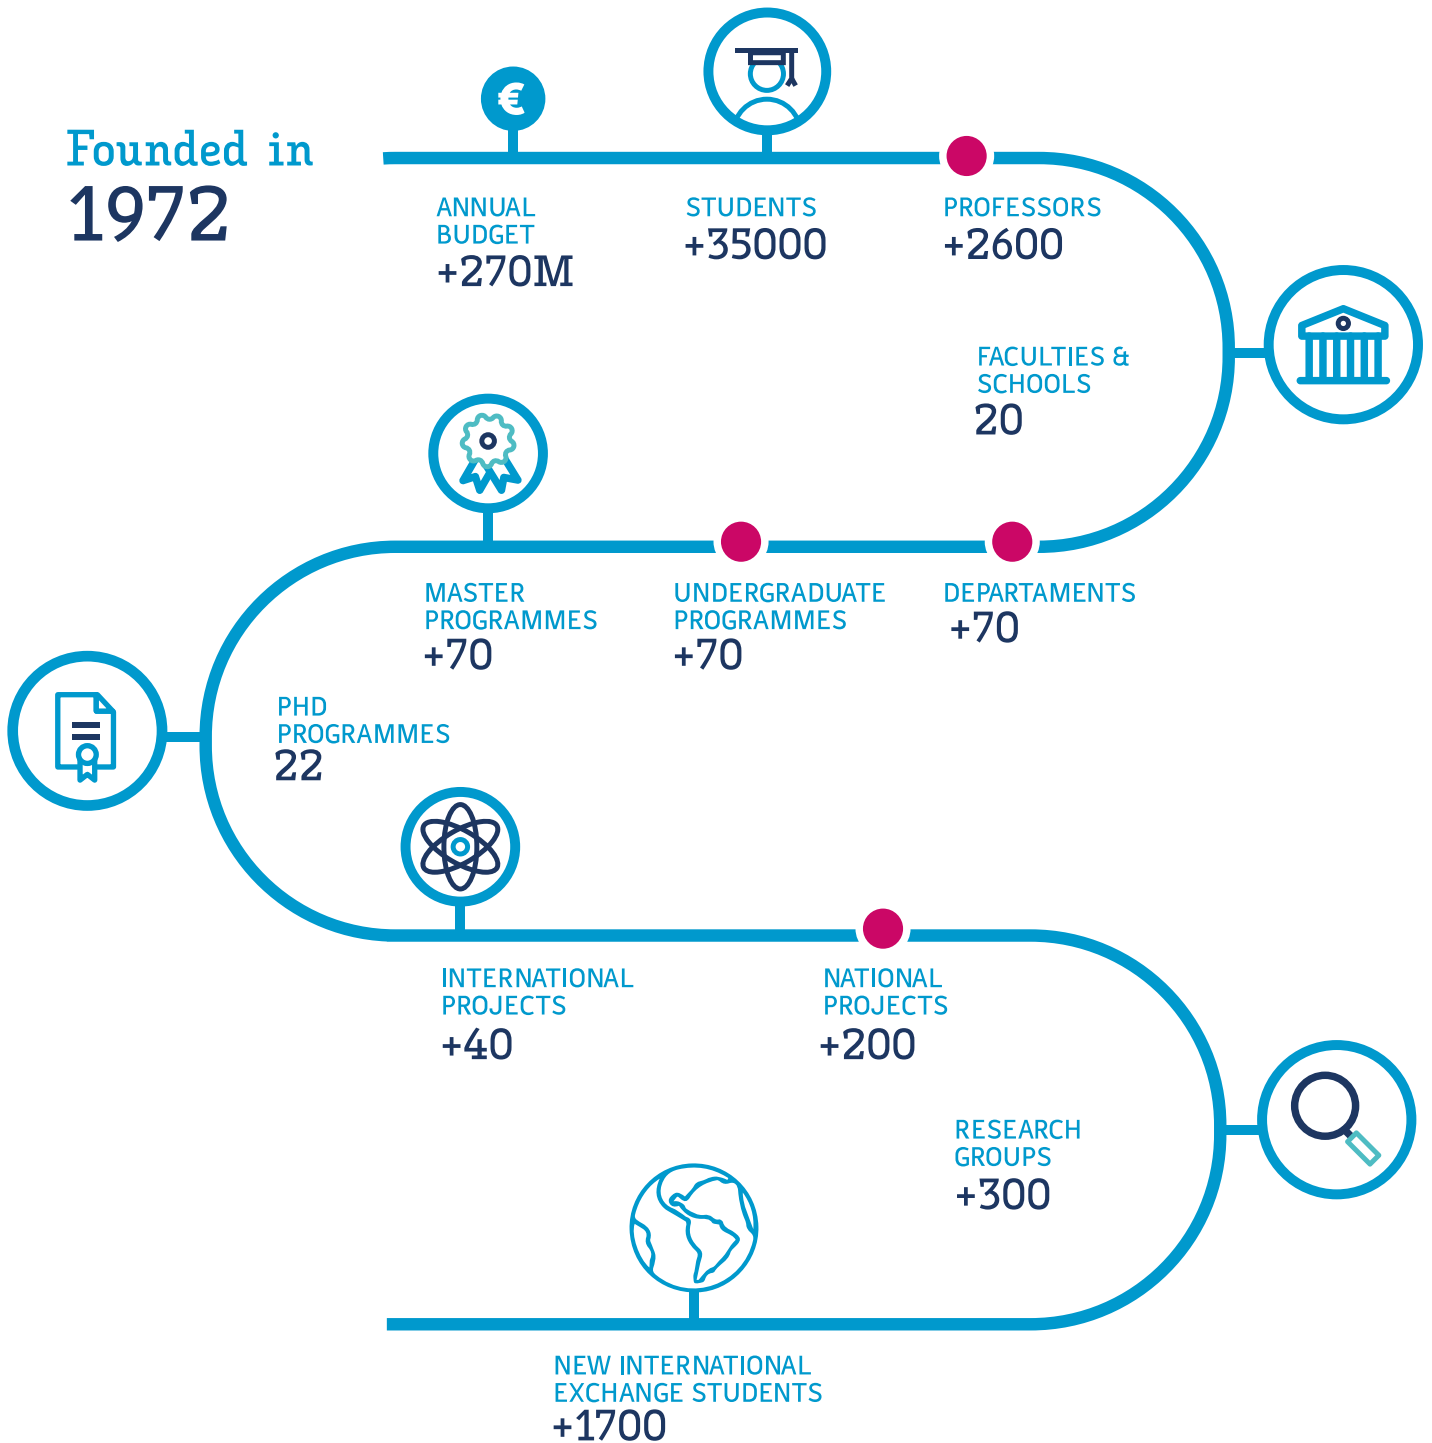 Founded in
1972
€
ANNUAL
BUDGET
+270M
STUDENTS
+35000
PROFESSORS
+2600
FACULTIES &
SCHOOLS
20
MASTER
PROGRAMMES
+70
UNDERGRADUATE
PROGRAMMES
+70
DEPARTAMENTS
+70
PHD
PROGRAMMES
22
INTERNATIONAL
PROJECTS
+40
NATIONAL
PROJECTS
+200
RESEARCH
GROUPS
+300
NEW INTERNATIONAL
EXCHANGE STUDENTS
+1700